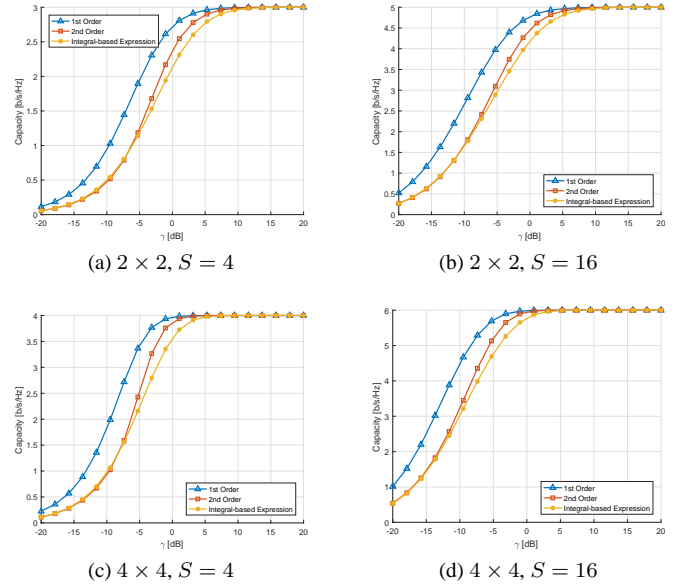 3
2.5
2
1.5
1
0.5
0
Capacity [b/s/Hz]
1st Order
2nd Order
Integral-based Expression
-20 -15 -10 -5 0 5 10 15 20
γ [dB]
(a) 2 × 2, S = 4
5
4.5
4
3.5
3
2.5
2
1.5
1
0.5
0
Capacity [b/s/Hz]
1st Order
2nd Order
Integral-based Expression
-20 -15 -10 -5 0 5 10 15 20
γ [dB]
(b) 2 × 2, S = 16
4
3.5
3
2.5
2
1.5
1
0.5
0
Capacity [b/s/Hz]
1st Order
2nd Order
Integral-based Expression
-20 -15 -10 -5 0 5 10 15 20
γ [dB]
(c) 4 × 4, S = 4
6
5
4
3
2
1
0
Capacity [b/s/Hz]
1st Order
2nd Order
Integral-based Expression
-20 -15 -10 -5 0 5 10 15 20
γ [dB]
(d) 4 × 4, S = 16